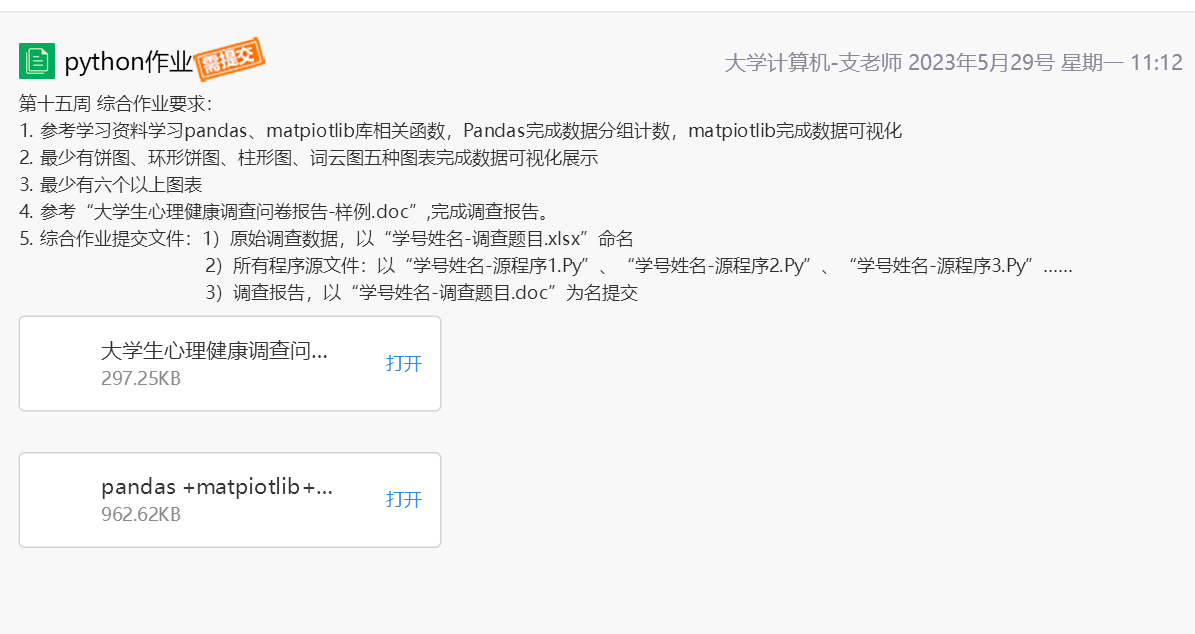 python作业 需提交
大学计算机-支老师 2023年5月29号 星期一 11:12
第十五周 综合作业要求：
1. 参考学习资料学习pandas、matpiotlib库相关函数，Pandas完成数据分组计数，matpiotlib完成数据可视化
2. 最少有饼图、环形饼图、柱形图、词云图五种图表完成数据可视化展示
3. 最少有六个以上图表
4. 参考“大学生心理健康调查问卷报告-样例.doc”,完成调查报告。
5. 综合作业提交文件：1）原始调查数据，以“学号姓名-调查题目.xlsx”命名
2）所有程序源文件：以“学号姓名-源程序1.Py”、“学号姓名-源程序2.Py”、“学号姓名-源程序3.Py”……
3）调查报告，以“学号姓名-调查题目.doc”为名提交
大学生心理健康调查问...
297.25KB
打开
pandas +matpiotlib+...
962.62KB
打开